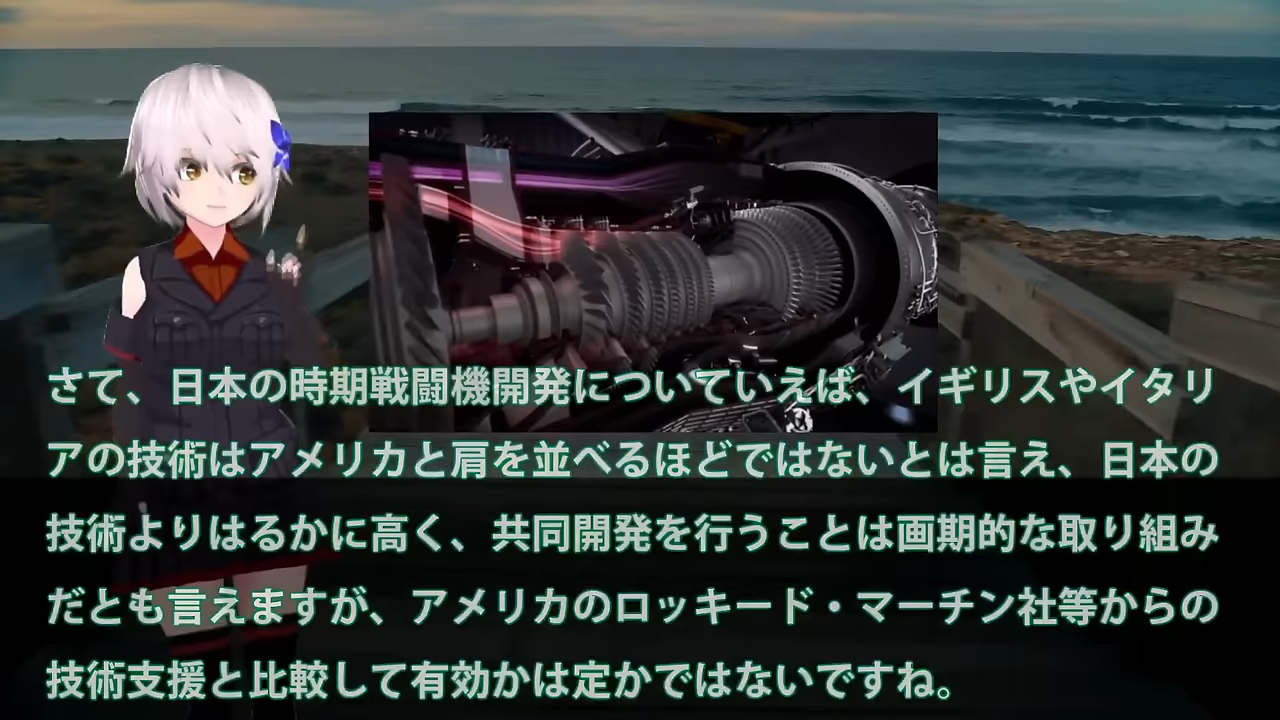 さて、日本の時期戦闘機開発についていえば、イギリスやイタリ
アの技術はアメリカと肩を並べるほどではないとは言え、日本の
技術よりはるかに高く、共同開発を行うことは画期的な取り組み
だとも言えますが、アメリカのロッキード・マーチン社等からの
技術支援と比較して有効かは定かではないですね。